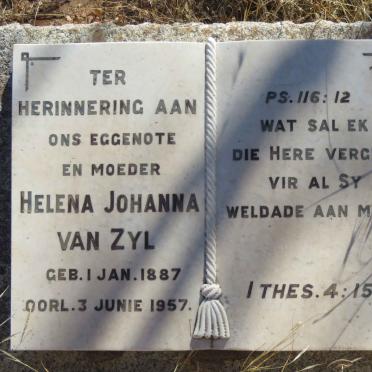 TER
HERINNERING AAN
ONS EGGENOTE
EN MOEDER
HELENA JOHANNA
VAN ZYL
GEB. 1 JAN. 1887
OORL. 3 JUNIE 1957.
PS. 116:12
WAT SAL EK
DIE HERE
VIR AL SY
WELDADE AAN
I THES. 4:15